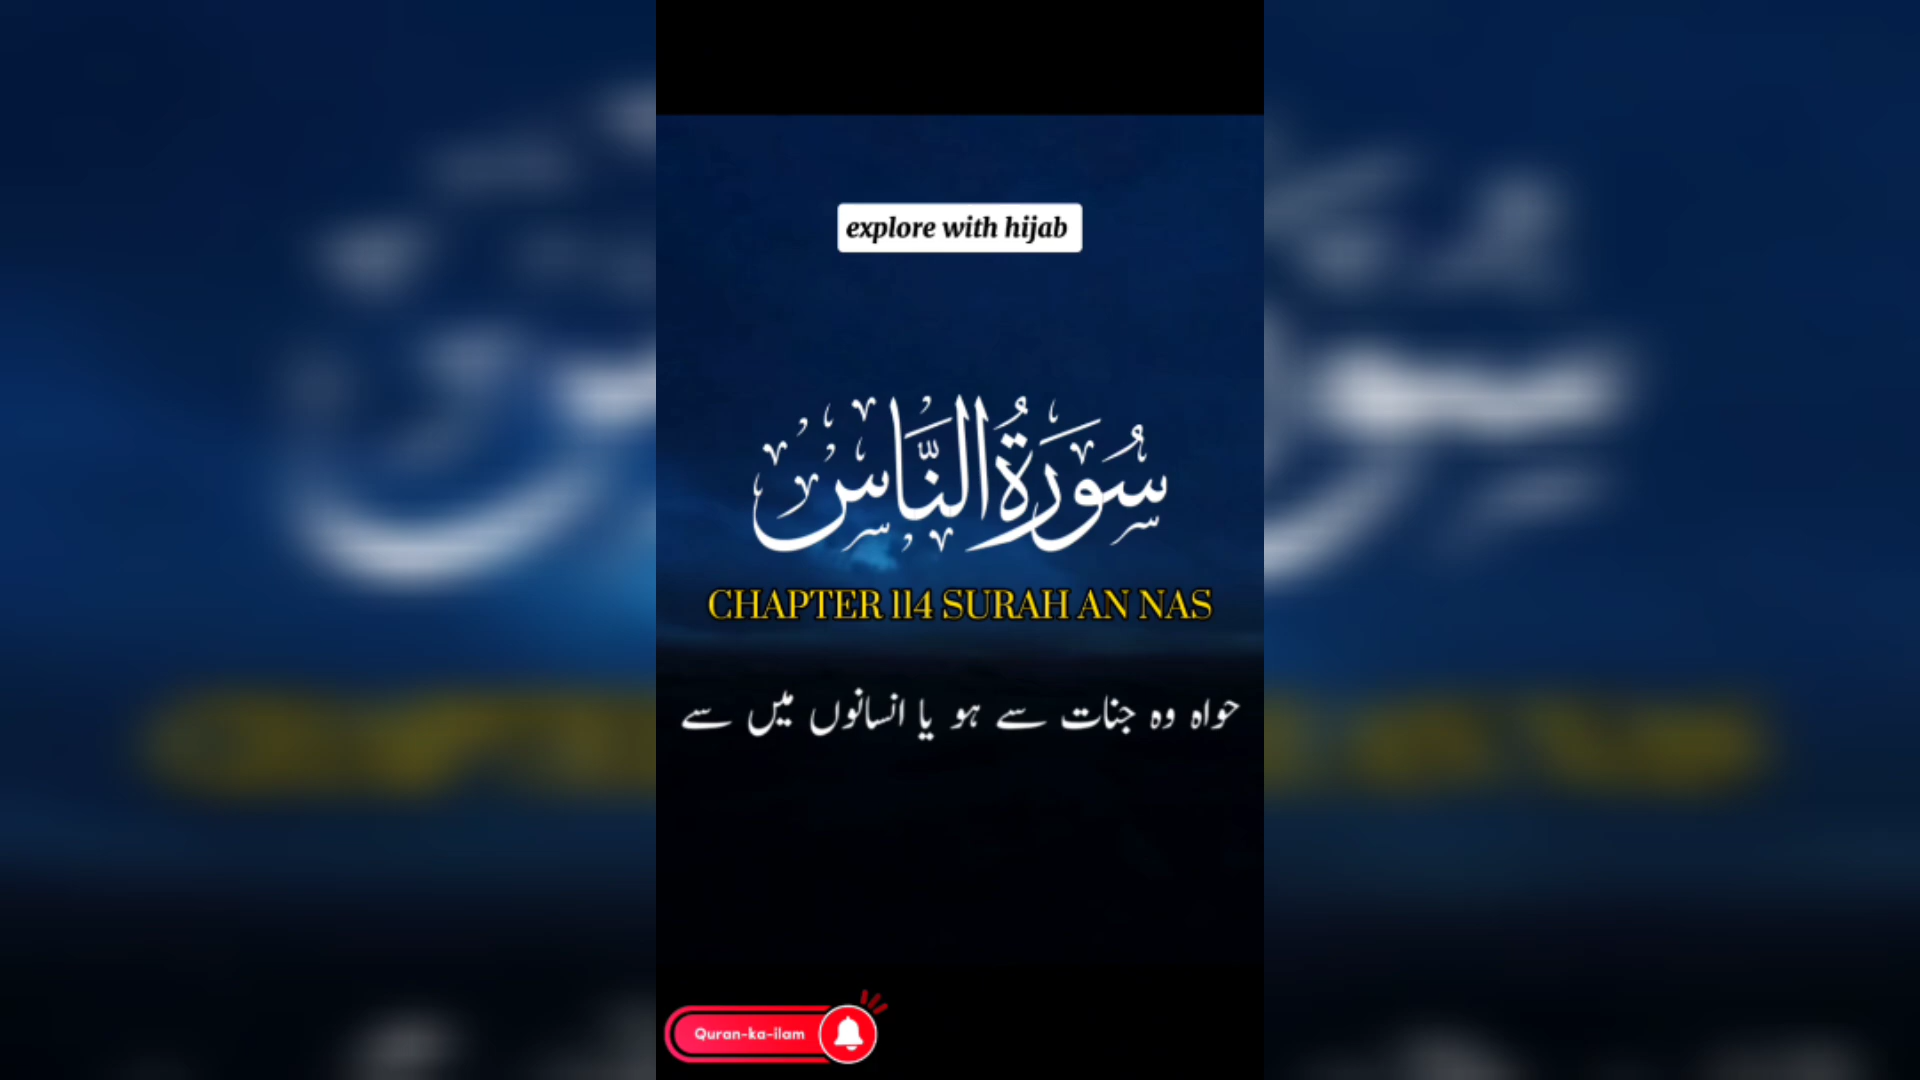 explore with hijab
سُورَةُ النَّاسِ
CHAPTER 114 SURAH AN NAS
حواہ وہ جنات سے ہو یا انسانوں میں سے
Quran-ka-ilam